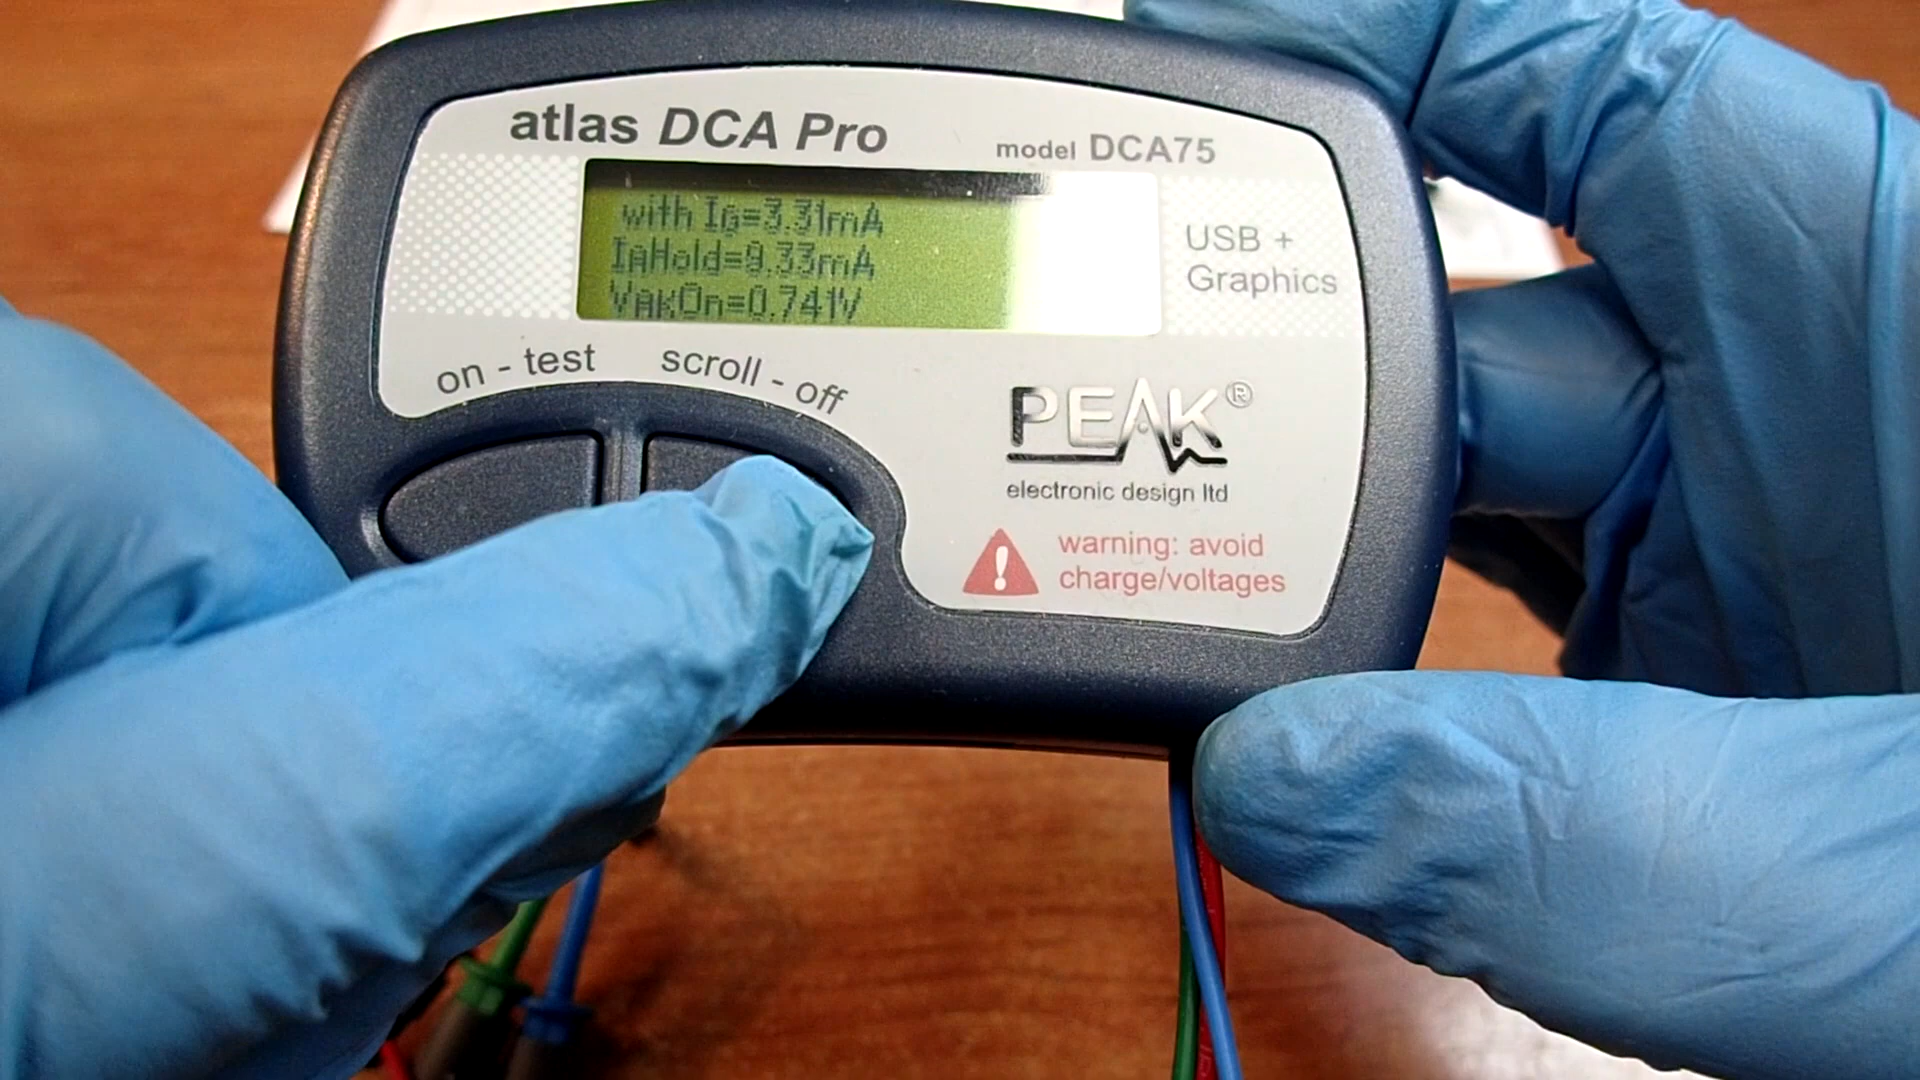 atlas DCA Pro
model DCA75
with IG=3.31mA
IAHold=9.33mA
VAKOn=0.741V
USB +
Graphics
on - test
scroll - off
PEAK®
electronic design ltd
warning: avoid
charge/voltages